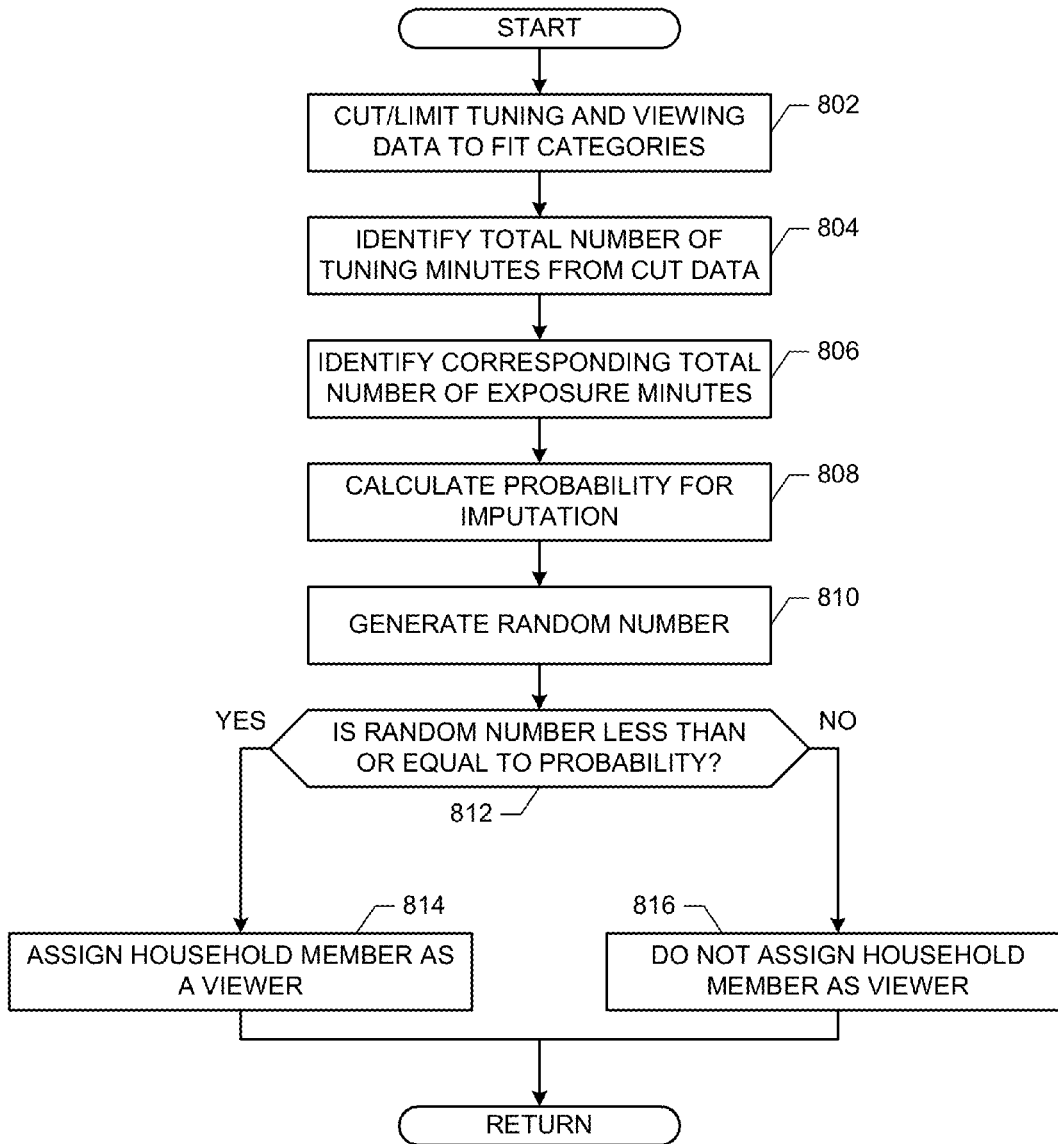 START
CUT/LIMIT TUNING AND VIEWING
DATA TO FIT CATEGORIES
802
IDENTIFY TOTAL NUMBER OF
TUNING MINUTES FROM CUT DATA
804
IDENTIFY CORRESPONDING TOTAL
NUMBER OF EXPOSURE MINUTES
806
CALCULATE PROBABILITY FOR
IMPUTATION
808
GENERATE RANDOM NUMBER
810
YES
IS RANDOM NUMBER LESS THAN
OR EQUAL TO PROBABILITY?
NO
812
814
ASSIGN HOUSEHOLD MEMBER AS
A VIEWER
816
DO NOT ASSIGN HOUSEHOLD
MEMBER AS VIEWER
RETURN